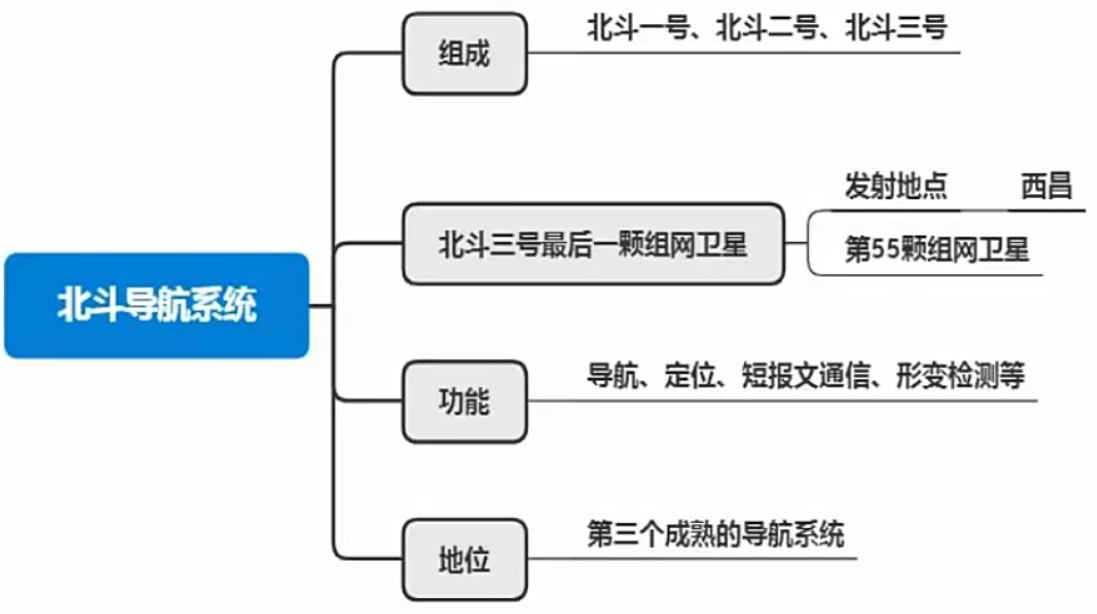 组成
北斗一号、北斗二号、北斗三号
北斗导航系统
北斗三号最后一颗组网卫星
发射地点
西昌
第55颗组网卫星
功能
导航、定位、短报文通信、形变检测等
地位
第三个成熟的导航系统